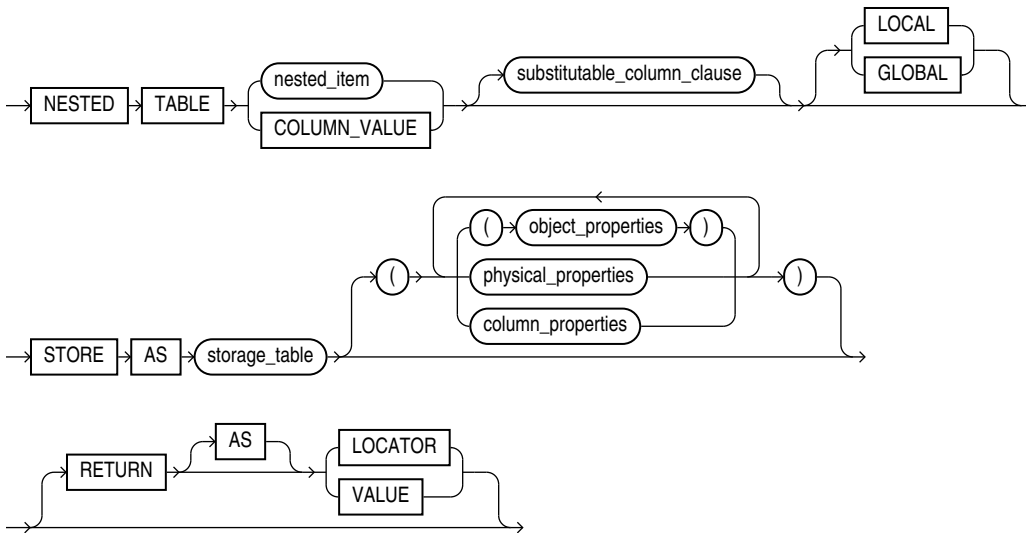 LOCAL
nested_item substitutable_column_clause GLOBAL
NESTED TABLE
COLUMN_VALUE
( object_properties )
( physical_properties )
column_properties
STORE AS storage_table
AS LOCATOR
RETURN
VALUE